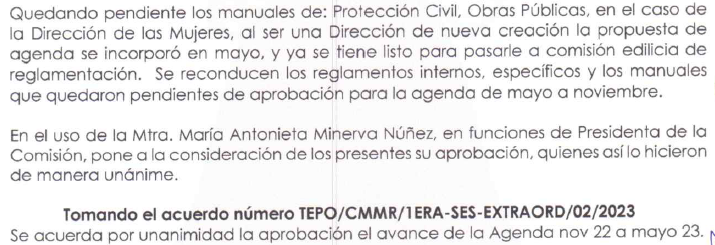 Quedando pendiente los manuales de: Protección Civil, Obras Públicas, en el caso de
la Dirección de las Mujeres, al ser una Dirección de nueva creación la propuesta de
agenda se incorporó en mayo, y ya se tiene listo para pasarle a comisión edilicia de
reglamentación. Se reconducen los reglamentos internos, específicos y los manuales
que quedaron pendientes de aprobación para la agenda de mayo a noviembre.
En el uso de la Mtra. María Antonieta Minerva Núñez, en funciones de Presidenta de la
Comisión, pone a la consideración de los presentes su aprobación, quienes así lo hicieron
de manera unánime.
Tomando el acuerdo número TEPO/CMMR/1ERA-SES-EXTRAORD/02/2023
Se acuerda por unanimidad la aprobación el avance de la Agenda nov 22 a mayo 23.